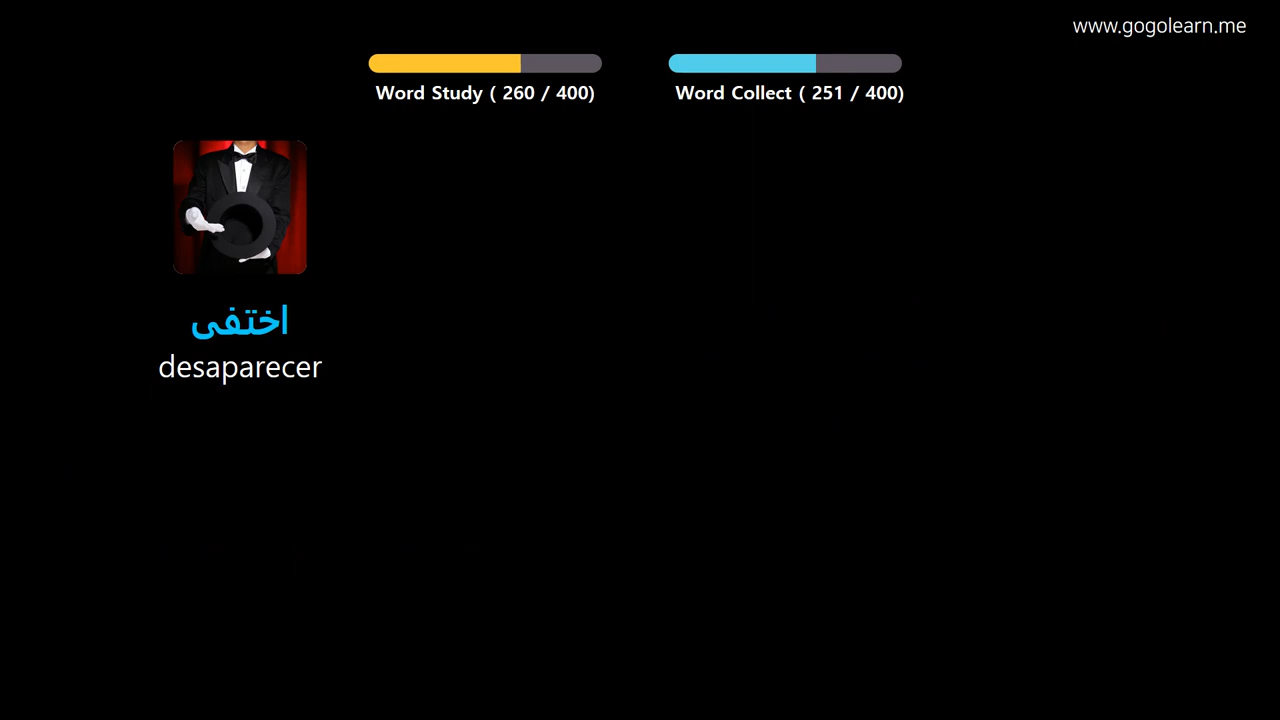 www.gogolearn.me
Word Study ( 260 / 400)
Word Collect ( 251 / 400)
اختفى
desaparecer